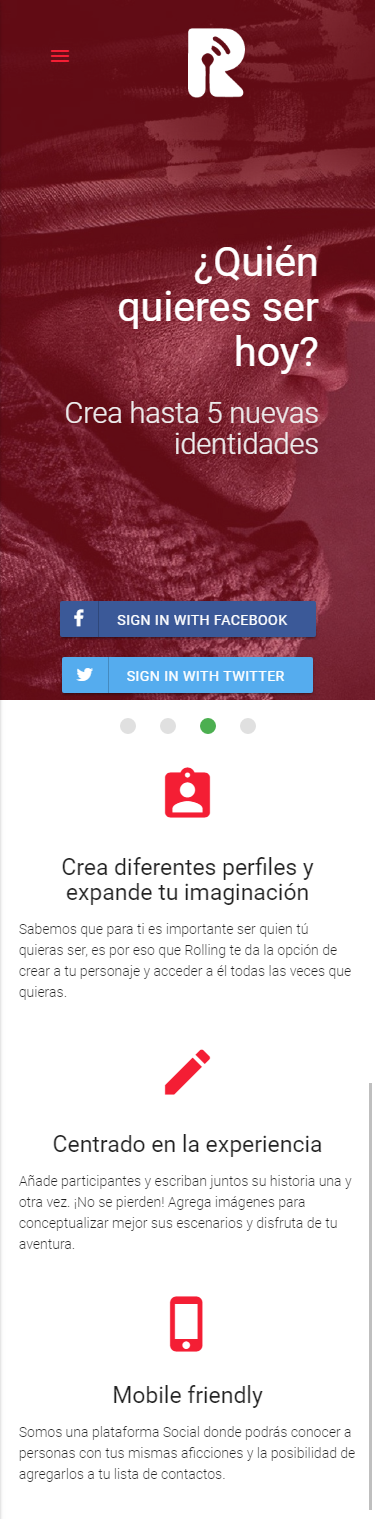 R
¿Quién
quieres ser
hoy?
Crea hasta 5 nuevas
identidades
SIGN IN WITH FACEBOOK
SIGN IN WITH TWITTER
Crea diferentes perfiles y
expande tu imaginación
Sabemos que para ti es importante ser quien tú
quieras ser, es por eso que Rolling te da la opción de
crear a tu personaje y acceder a él todas las veces que
quieras.
Centrado en la experiencia
Añade participantes y escriban juntos su historia una y
otra vez. ¡No se pierden! Agrega imágenes para
conceptualizar mejor sus escenarios y disfruta de tu
aventura.
Mobile friendly
Somos una plataforma Social donde podrás conocer a
personas con tus mismas aficciones y la posibilidad de
agregarlos a tu lista de contactos.